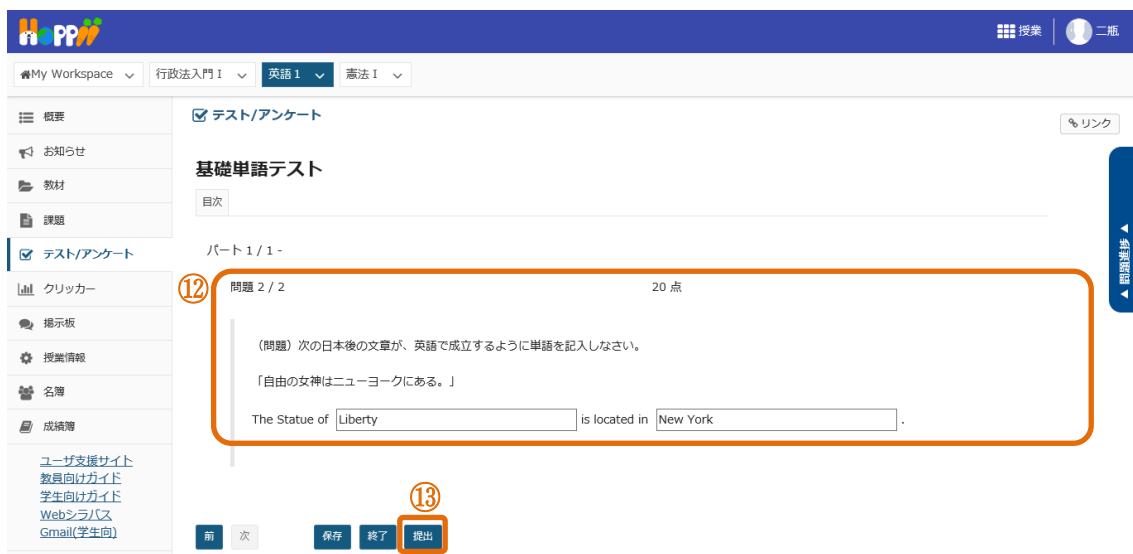 Hoppii
授業
二瓶
My Workspace
行政法入門 I
英語 1
憲法 I
概要
お知らせ
教材
課題
テスト/アンケート
クリッカー
掲示板
授業情報
名簿
成績簿
ユーザ支援サイト
教員向けガイド
学生向けガイド
Webシラバス
Gmail(学生向)
テスト/アンケート
リンク
基礎単語テスト
目次
パート 1 / 1 -
⑫
問題 2 / 2 20 点
（問題）次の日本後の文章が、英語で成立するように単語を記入しなさい。
「自由の女神はニューヨークにある。」
The Statue of Liberty is located in New York .
⑬
前 次 保存 終了 提出
▲ 問題進捗 ▲